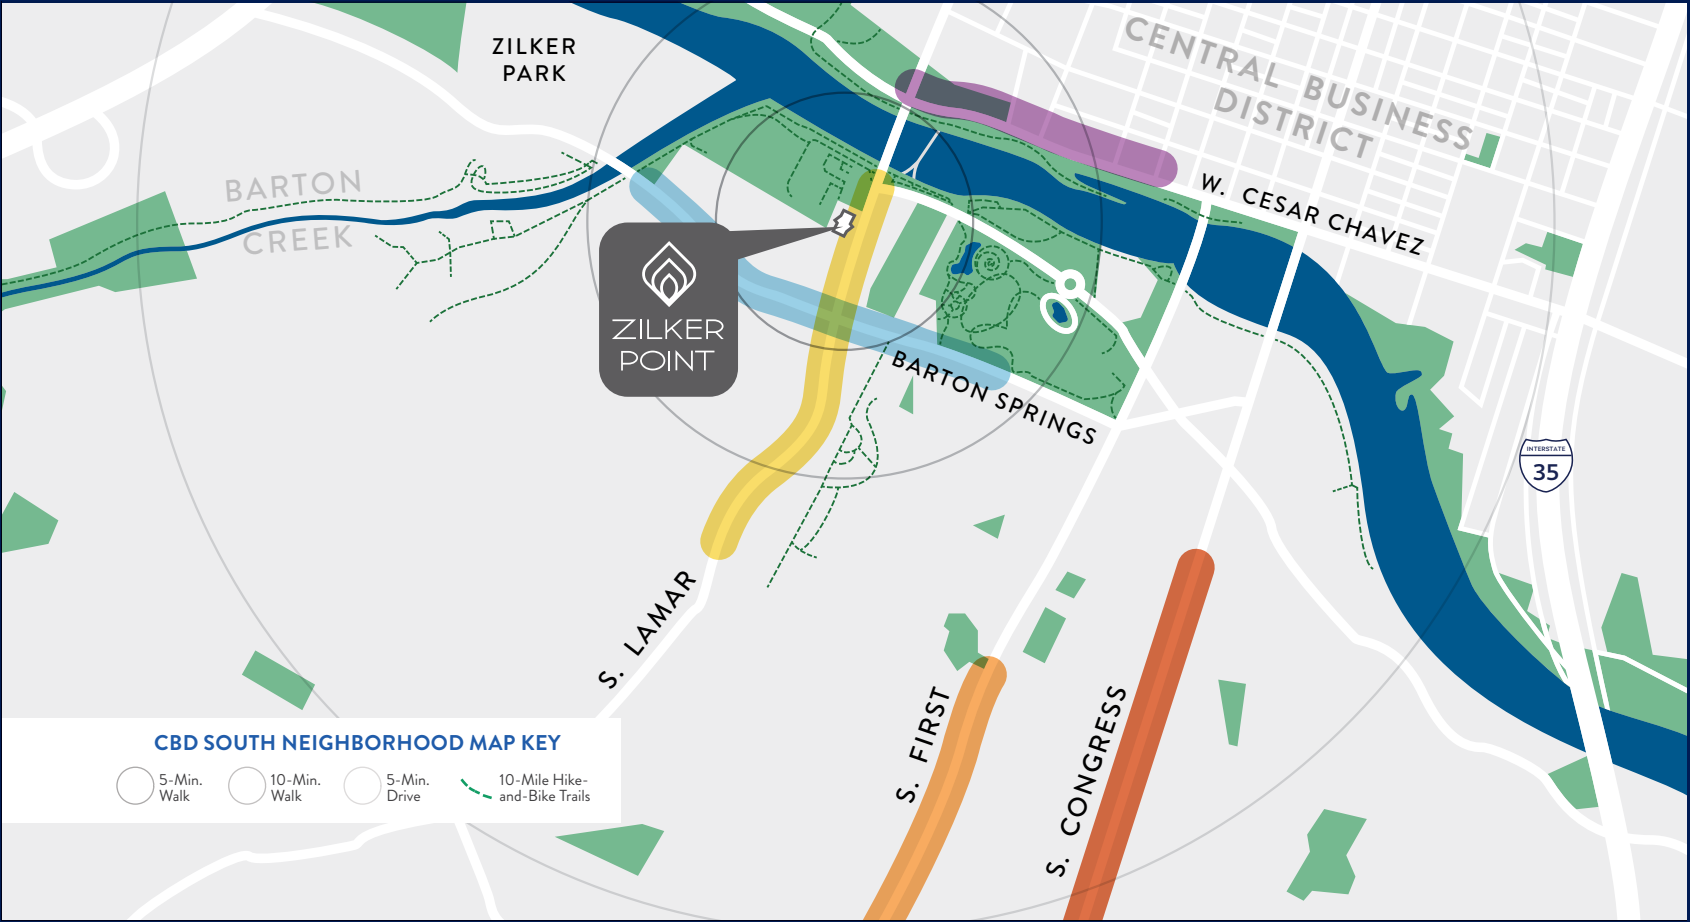 ZILKER
PARK
CENTRAL BUSINESS
DISTRICT
BARTON
CREEK
W. CESAR CHAVEZ
ZILKER
POINT
BARTON SPRINGS
INTERSTATE
35
S. LAMAR
S. FIRST
S. CONGRESS
CBD SOUTH NEIGHBORHOOD MAP KEY
5-Min.
Walk
10-Min.
Walk
5-Min.
Drive
10-Mile Hike-
and-Bike Trails